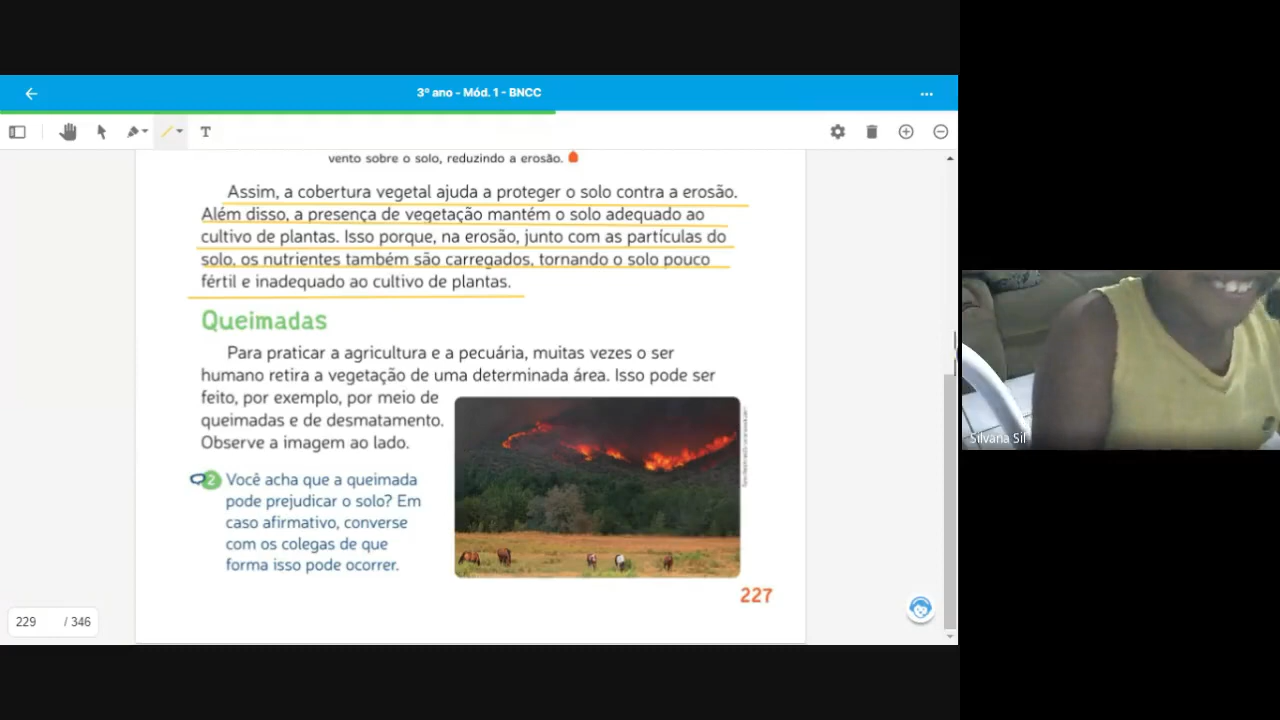 3º ano - Mód. 1 - BNCC
T
vento sobre o solo, reduzindo a erosão.
Assim, a cobertura vegetal ajuda a proteger o solo contra a erosão.
Além disso, a presença de vegetação mantém o solo adequado ao
cultivo de plantas. Isso porque, na erosão, junto com as partículas do
solo, os nutrientes também são carregados, tornando o solo pouco
fértil e inadequado ao cultivo de plantas.
Queimadas
Para praticar a agricultura e a pecuária, muitas vezes o ser
humano retira a vegetação de uma determinada área. Isso pode ser
feito, por exemplo, por meio de
queimadas e de desmatamento.
Observe a imagem ao lado.
2 Você acha que a queimada
pode prejudicar o solo? Em
caso afirmativo, converse
com os colegas de que
forma isso pode ocorrer.
227
229 / 346
Silvana Sil